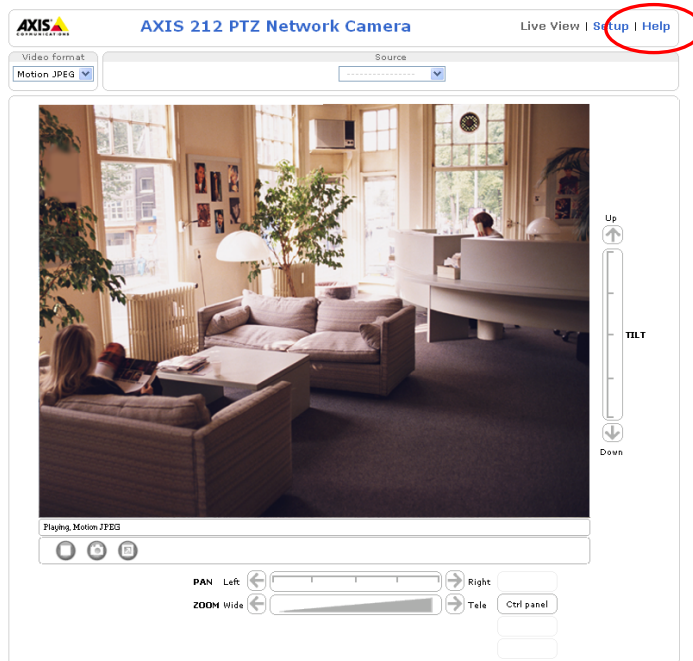 AXIS
COMMUNICATIONS
AXIS 212 PTZ Network Camera
Live View | Setup | Help
Video format
Source
Motion JPEG
----------------
Up
TILT
Down
Playing, Motion JPEG
PAN Left Right
ZOOM Wide Tele Ctrl panel